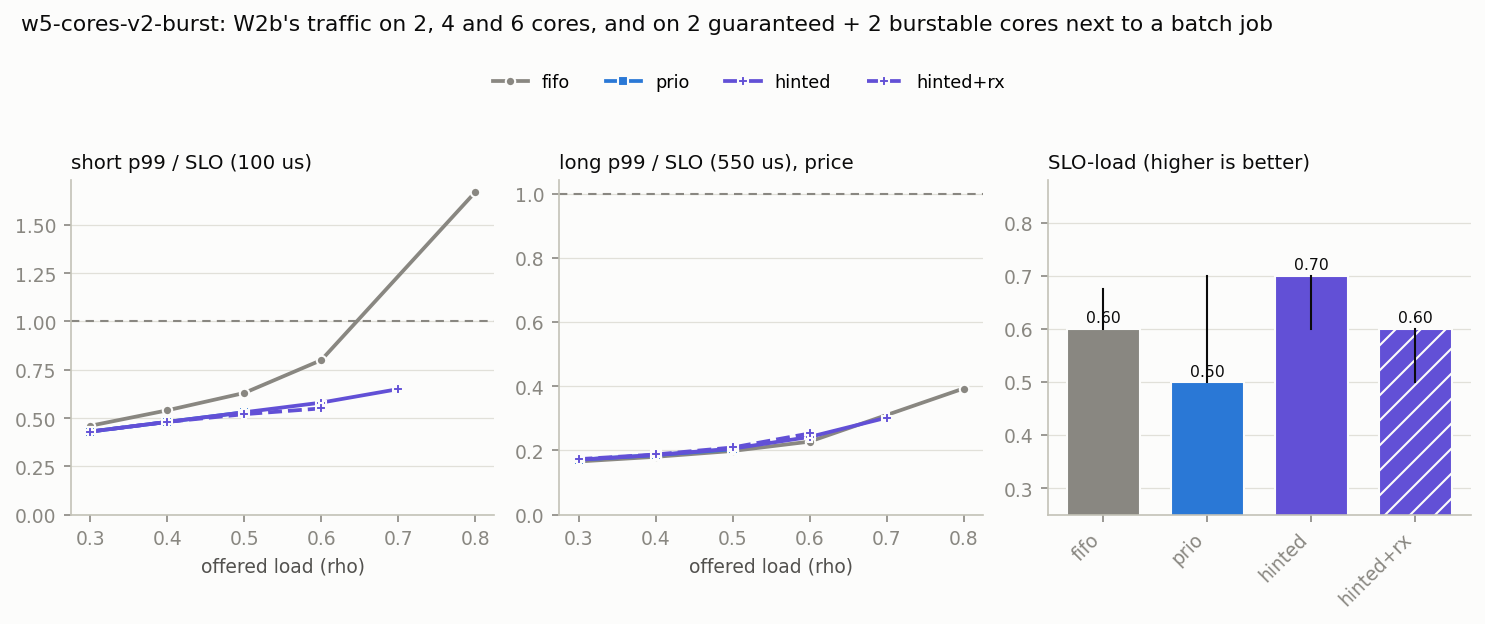 w5-cores-v2-burst: W2b's traffic on 2, 4 and 6 cores, and on 2 guaranteed + 2 burstable cores next to a batch job
fifo prio hinted hinted+rx
short p99 / SLO (100 us)
1.50
1.25
1.00
0.75
0.50
0.25
0.00
0.3 0.4 0.5 0.6 0.7 0.8
offered load (rho)
long p99 / SLO (550 us), price
1.0
0.8
0.6
0.4
0.2
0.0
0.3 0.4 0.5 0.6 0.7 0.8
offered load (rho)
SLO-load (higher is better)
0.8
0.7
0.6
0.5
0.4
0.3
0.60
0.50
0.70
0.60
fifo
prio
hinted
hinted+rx